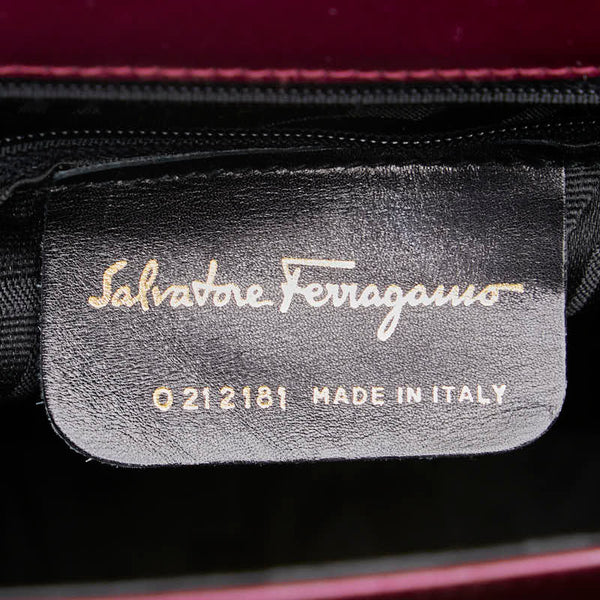 Salvatore Ferragamo
0212181 MADE IN ITALY